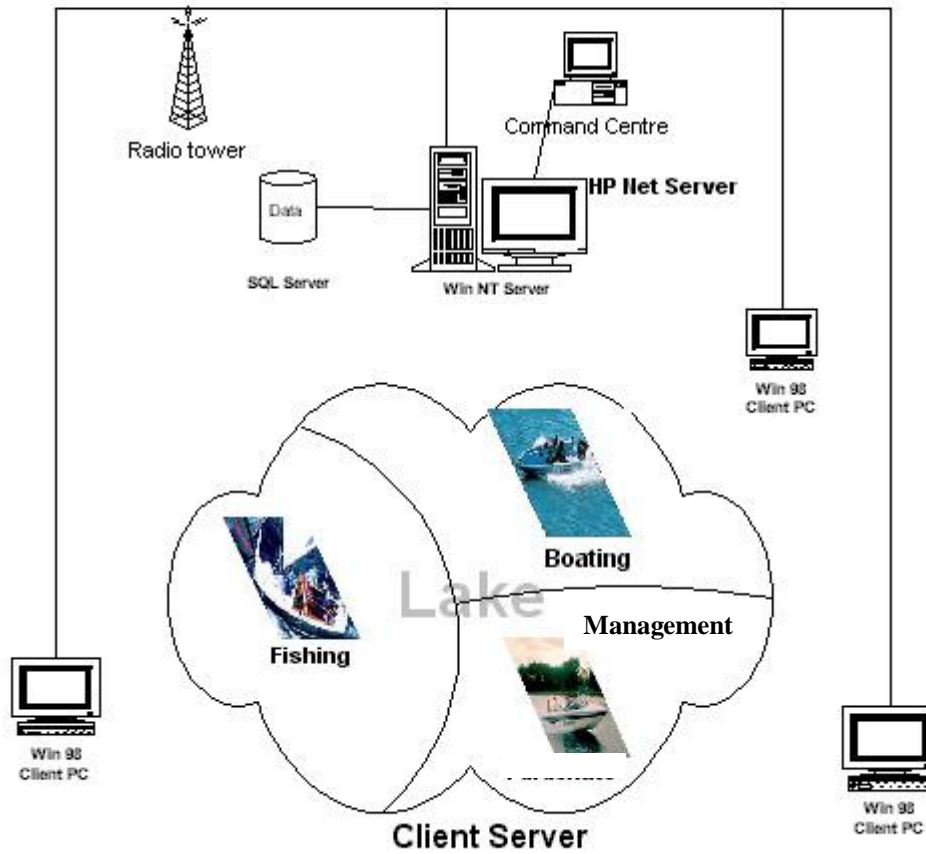 Command Centre
Radio tower
HP Net Server
Data
SQL Server
Win NT Server
Win 98
Client PC
Boating
Lake
Management
Fishing
Win 98
Client PC
Win 98
Client PC
Client Server